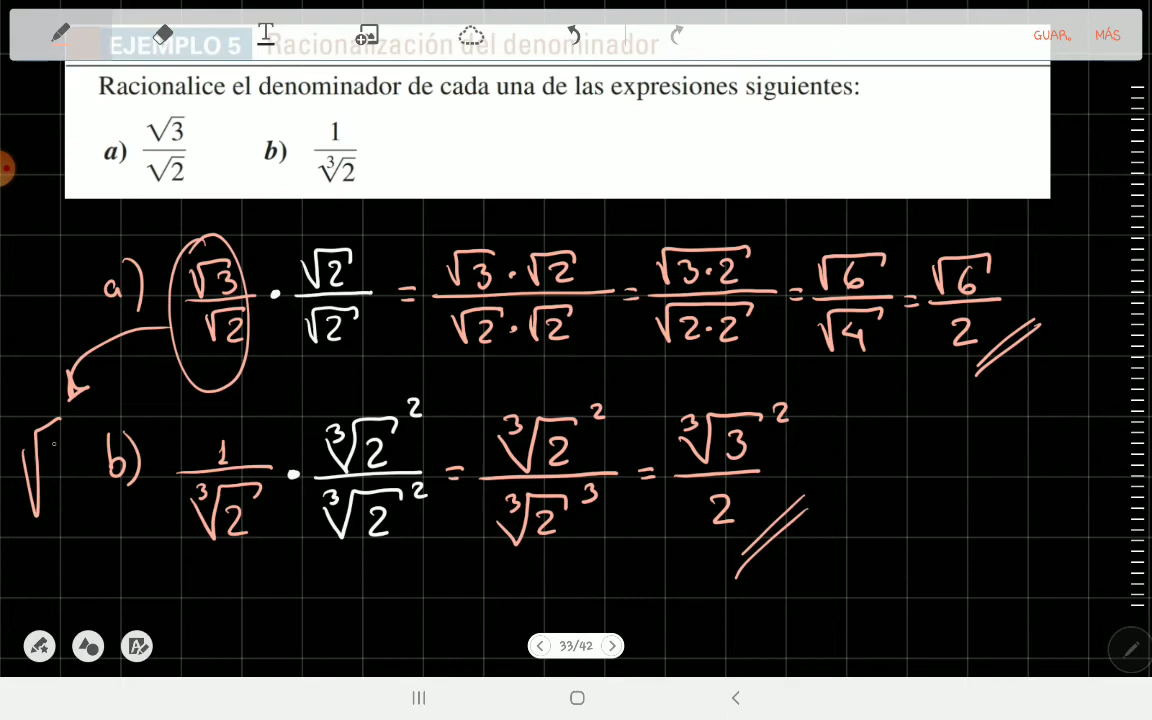 GUAR. MÁS
EJEMPLO 5 Racionalización del denominador
Racionalice el denominador de cada una de las expresiones siguientes:
a) √3/√2 b) 1/∛2
a) √3/√2 · √2/√2 = √3·√2/√2·√2 = √3·2/√2·2 = √6/√4 = √6/2
b) 1/∛2 · ∛2²/∛2² = ∛2²/∛2³ = ∛3²/2
33/42